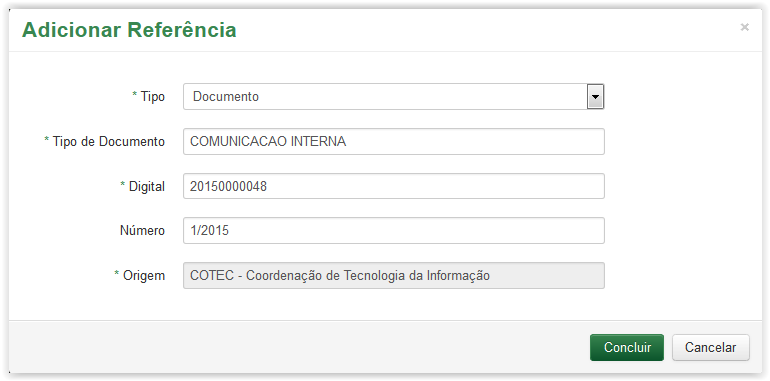 Adicionar Referência ×
* Tipo Documento
* Tipo de Documento COMUNICACAO INTERNA
* Digital 20150000048
Número 1/2015
* Origem COTEC - Coordenação de Tecnologia da Informação
Concluir Cancelar